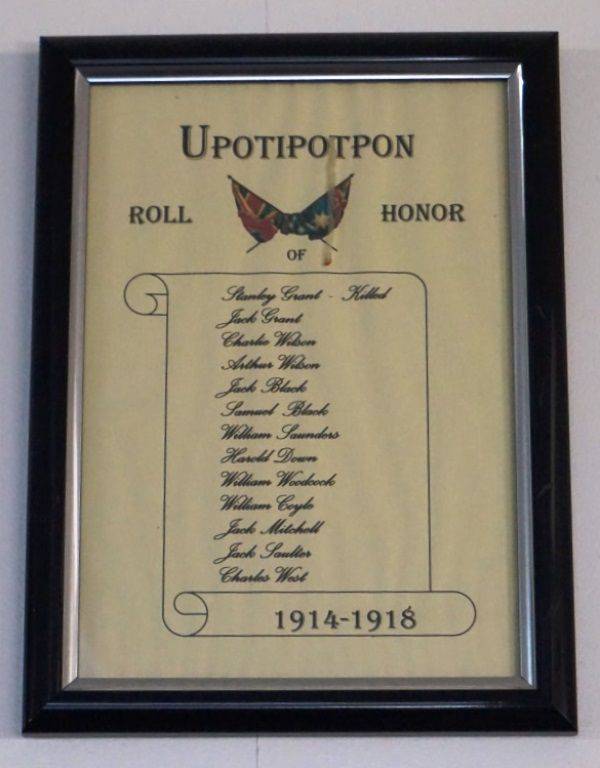 UPOTIPOTPON
ROLL
HONOR
OF
Stanley Grant - Killed
Jack Grant
Charlie Wilson
Arthur Wilson
Jack Black
Samuel Black
William Saunders
Harold Down
William Woodcock
William Coyle
Jack Mitchell
Jack Saulter
Charles West
1914-1918